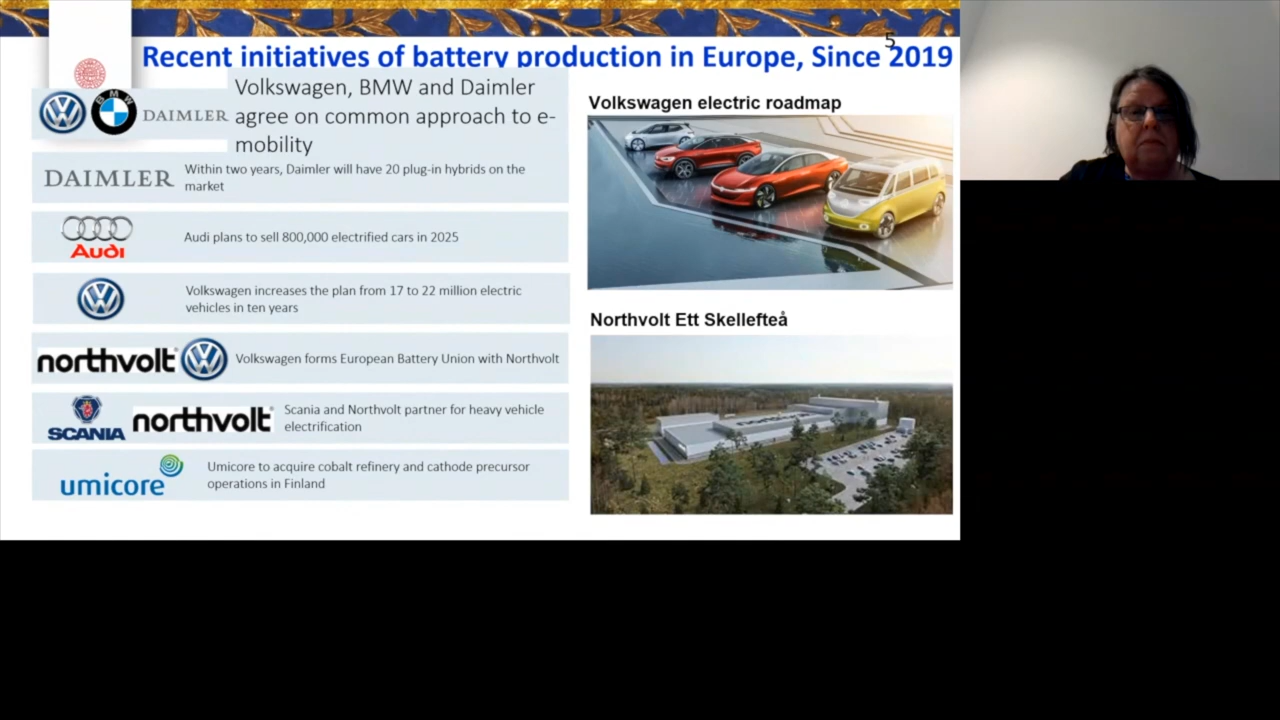 5
Recent initiatives of battery production in Europe, Since 2019
BMW
DAIMLER
Volkswagen, BMW and Daimler
agree on common approach to e-
mobility
DAIMLER
Within two years, Daimler will have 20 plug-in hybrids on the
market
Audi
Audi plans to sell 800,000 electrified cars in 2025
Volkswagen increases the plan from 17 to 22 million electric
vehicles in ten years
northvolt
Volkswagen forms European Battery Union with Northvolt
SCANIA
northvolt
Scania and Northvolt partner for heavy vehicle
electrification
umicore
Umicore to acquire cobalt refinery and cathode precursor
operations in Finland
Volkswagen electric roadmap
Northvolt Ett Skellefteå